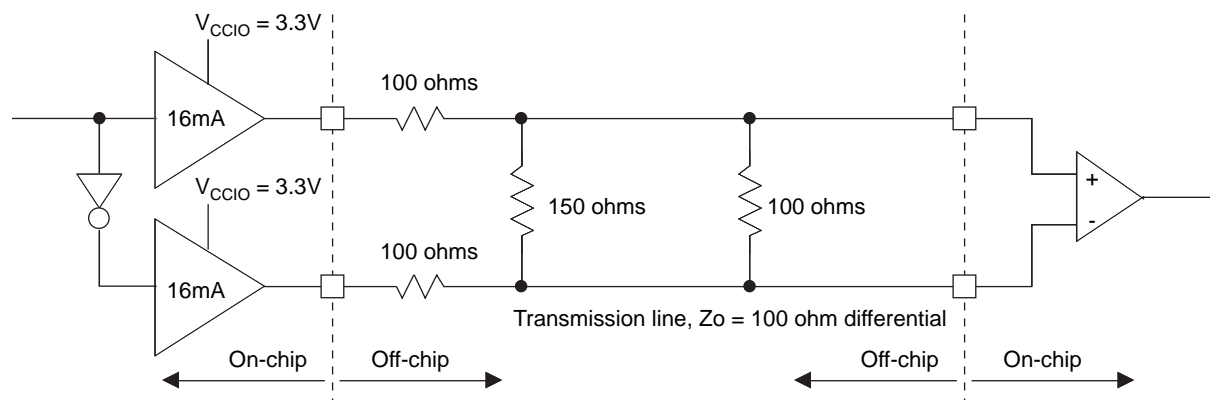 VCCIO = 3.3V
100 ohms
16mA
VCCIO = 3.3V
150 ohms
100 ohms
+
-
100 ohms
16mA
Transmission line, Zo = 100 ohm differential
On-chip
Off-chip
Off-chip
On-chip